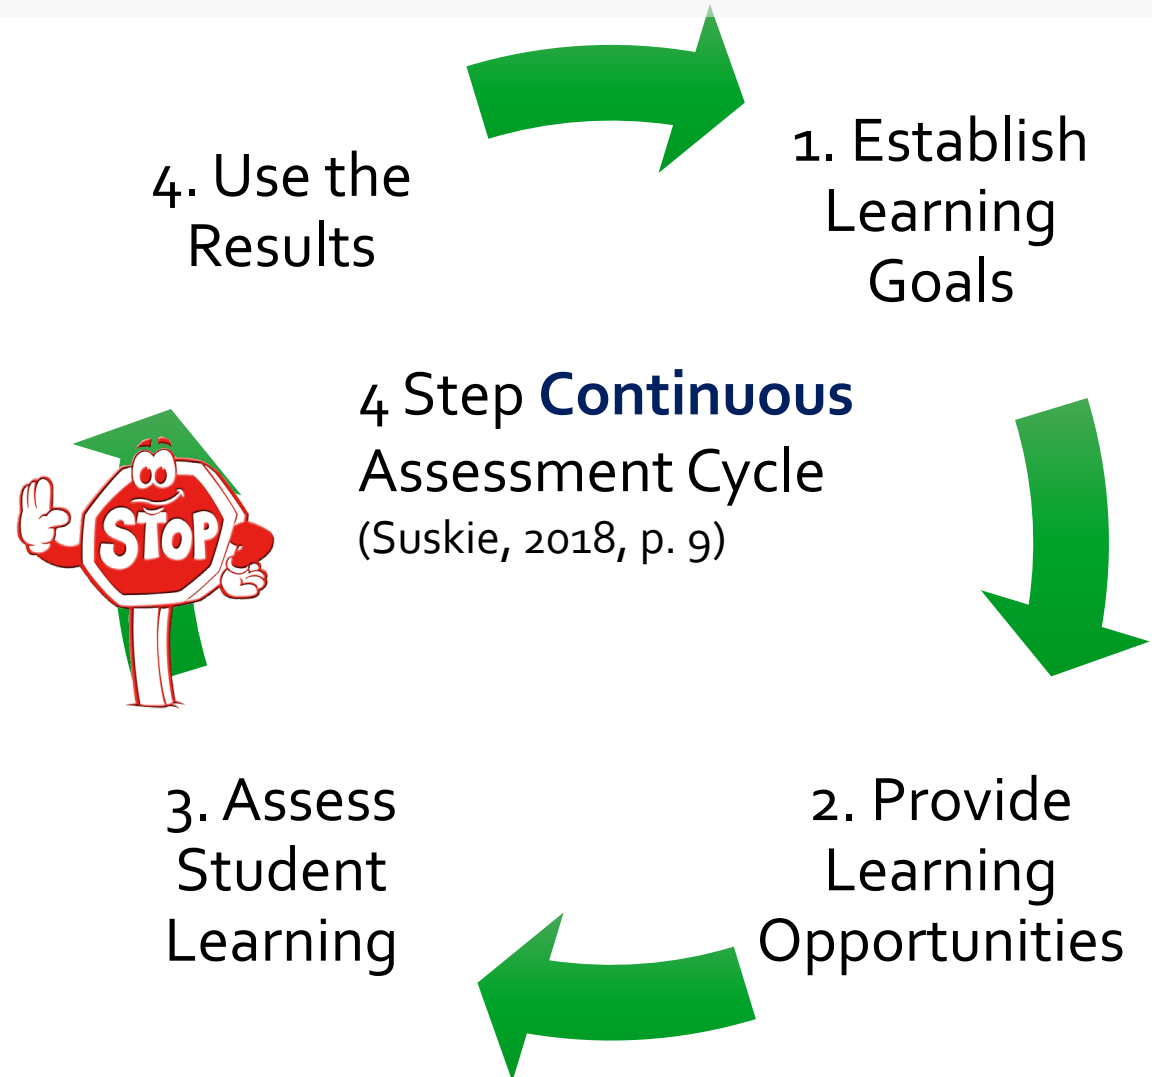 1. Establish
Learning
Goals
2. Provide
Learning
Opportunities
3. Assess
Student
Learning
4. Use the
Results
4 Step Continuous
Assessment Cycle
(Suskie, 2018, p. 9)
STOP